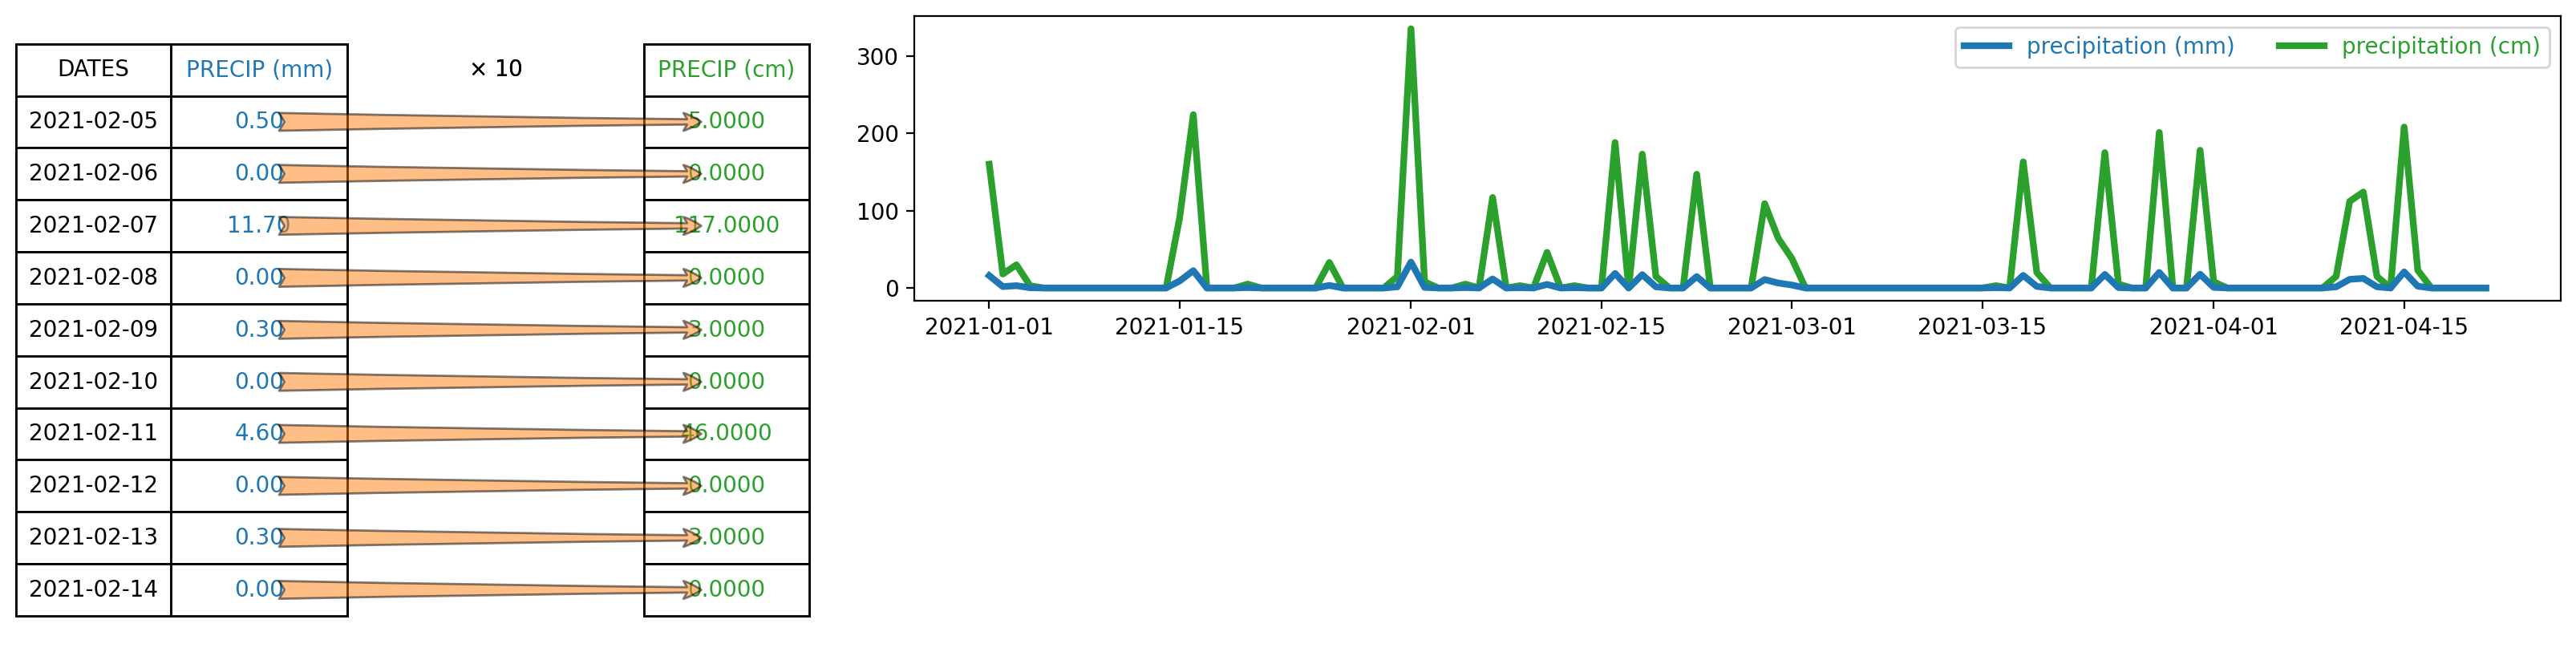 DATES PRECIP (mm) × 10 PRECIP (cm)
2021-02-05 0.50 5.0000
2021-02-06 0.00 0.0000
2021-02-07 11.70 117.0000
2021-02-08 0.00 0.0000
2021-02-09 0.30 3.0000
2021-02-10 0.00 0.0000
2021-02-11 4.60 46.0000
2021-02-12 0.00 0.0000
2021-02-13 0.30 3.0000
2021-02-14 0.00 0.0000
precipitation (mm) precipitation (cm)
300
200
100
0
2021-01-01 2021-01-15 2021-02-01 2021-02-15 2021-03-01 2021-03-15 2021-04-01 2021-04-15